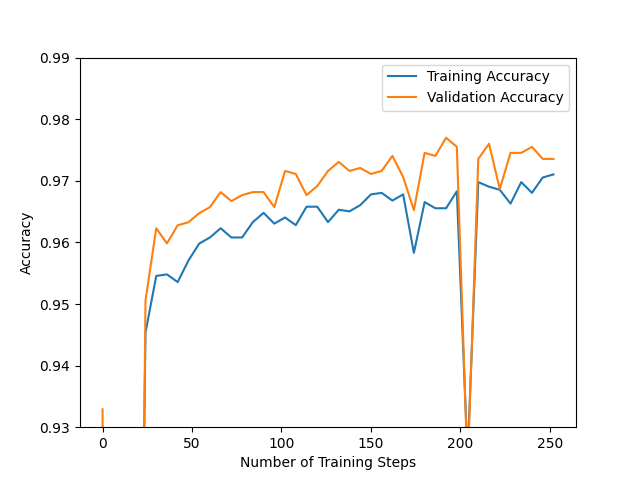 0.99
0.98
0.97
0.96
0.95
0.94
0.93
Accuracy
Training Accuracy
Validation Accuracy
0 50 100 150 200 250
Number of Training Steps